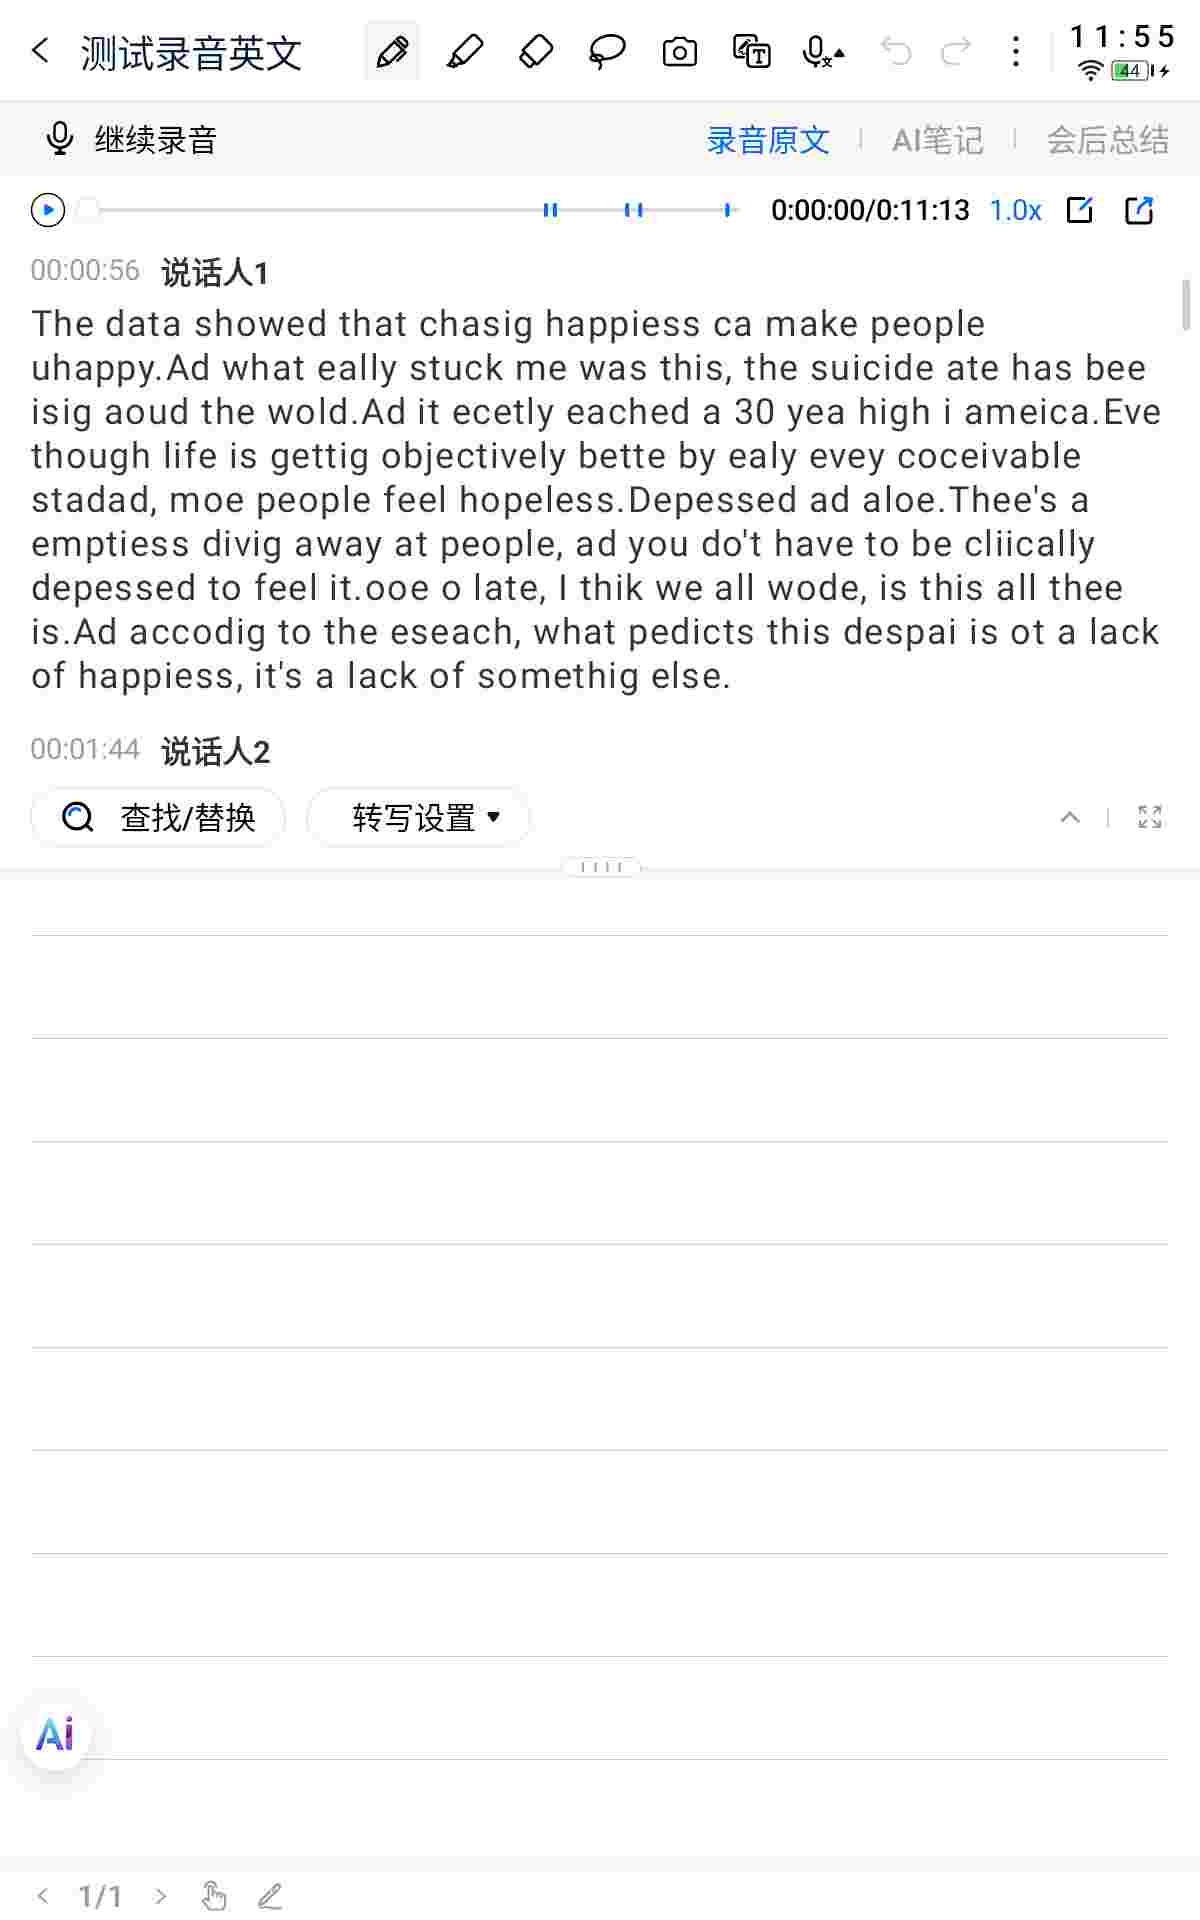 测试录音英文
11:55
44
继续录音
录音原文
AI笔记
会后总结
0:00:00/0:11:13 1.0x
00:00:56 说话人1
The data showed that chasig happiess ca make people
uhappy.Ad what eally stuck me was this, the suicide ate has bee
isig aoud the wold.Ad it ecetly eached a 30 yea high i ameica.Eve
though life is gettig objectively bette by ealy evey coceivable
stadad, moe people feel hopeless.Depessed ad aloe.Thee's a
emptiess divig away at people, ad you do't have to be cliically
depessed to feel it.ooe o late, I thik we all wode, is this all thee
is.Ad accodig to the eseach, what pedicts this despai is ot a lack
of happiess, it's a lack of somethig else.
00:01:44 说话人2
查找/替换
转写设置
Ai
1/1